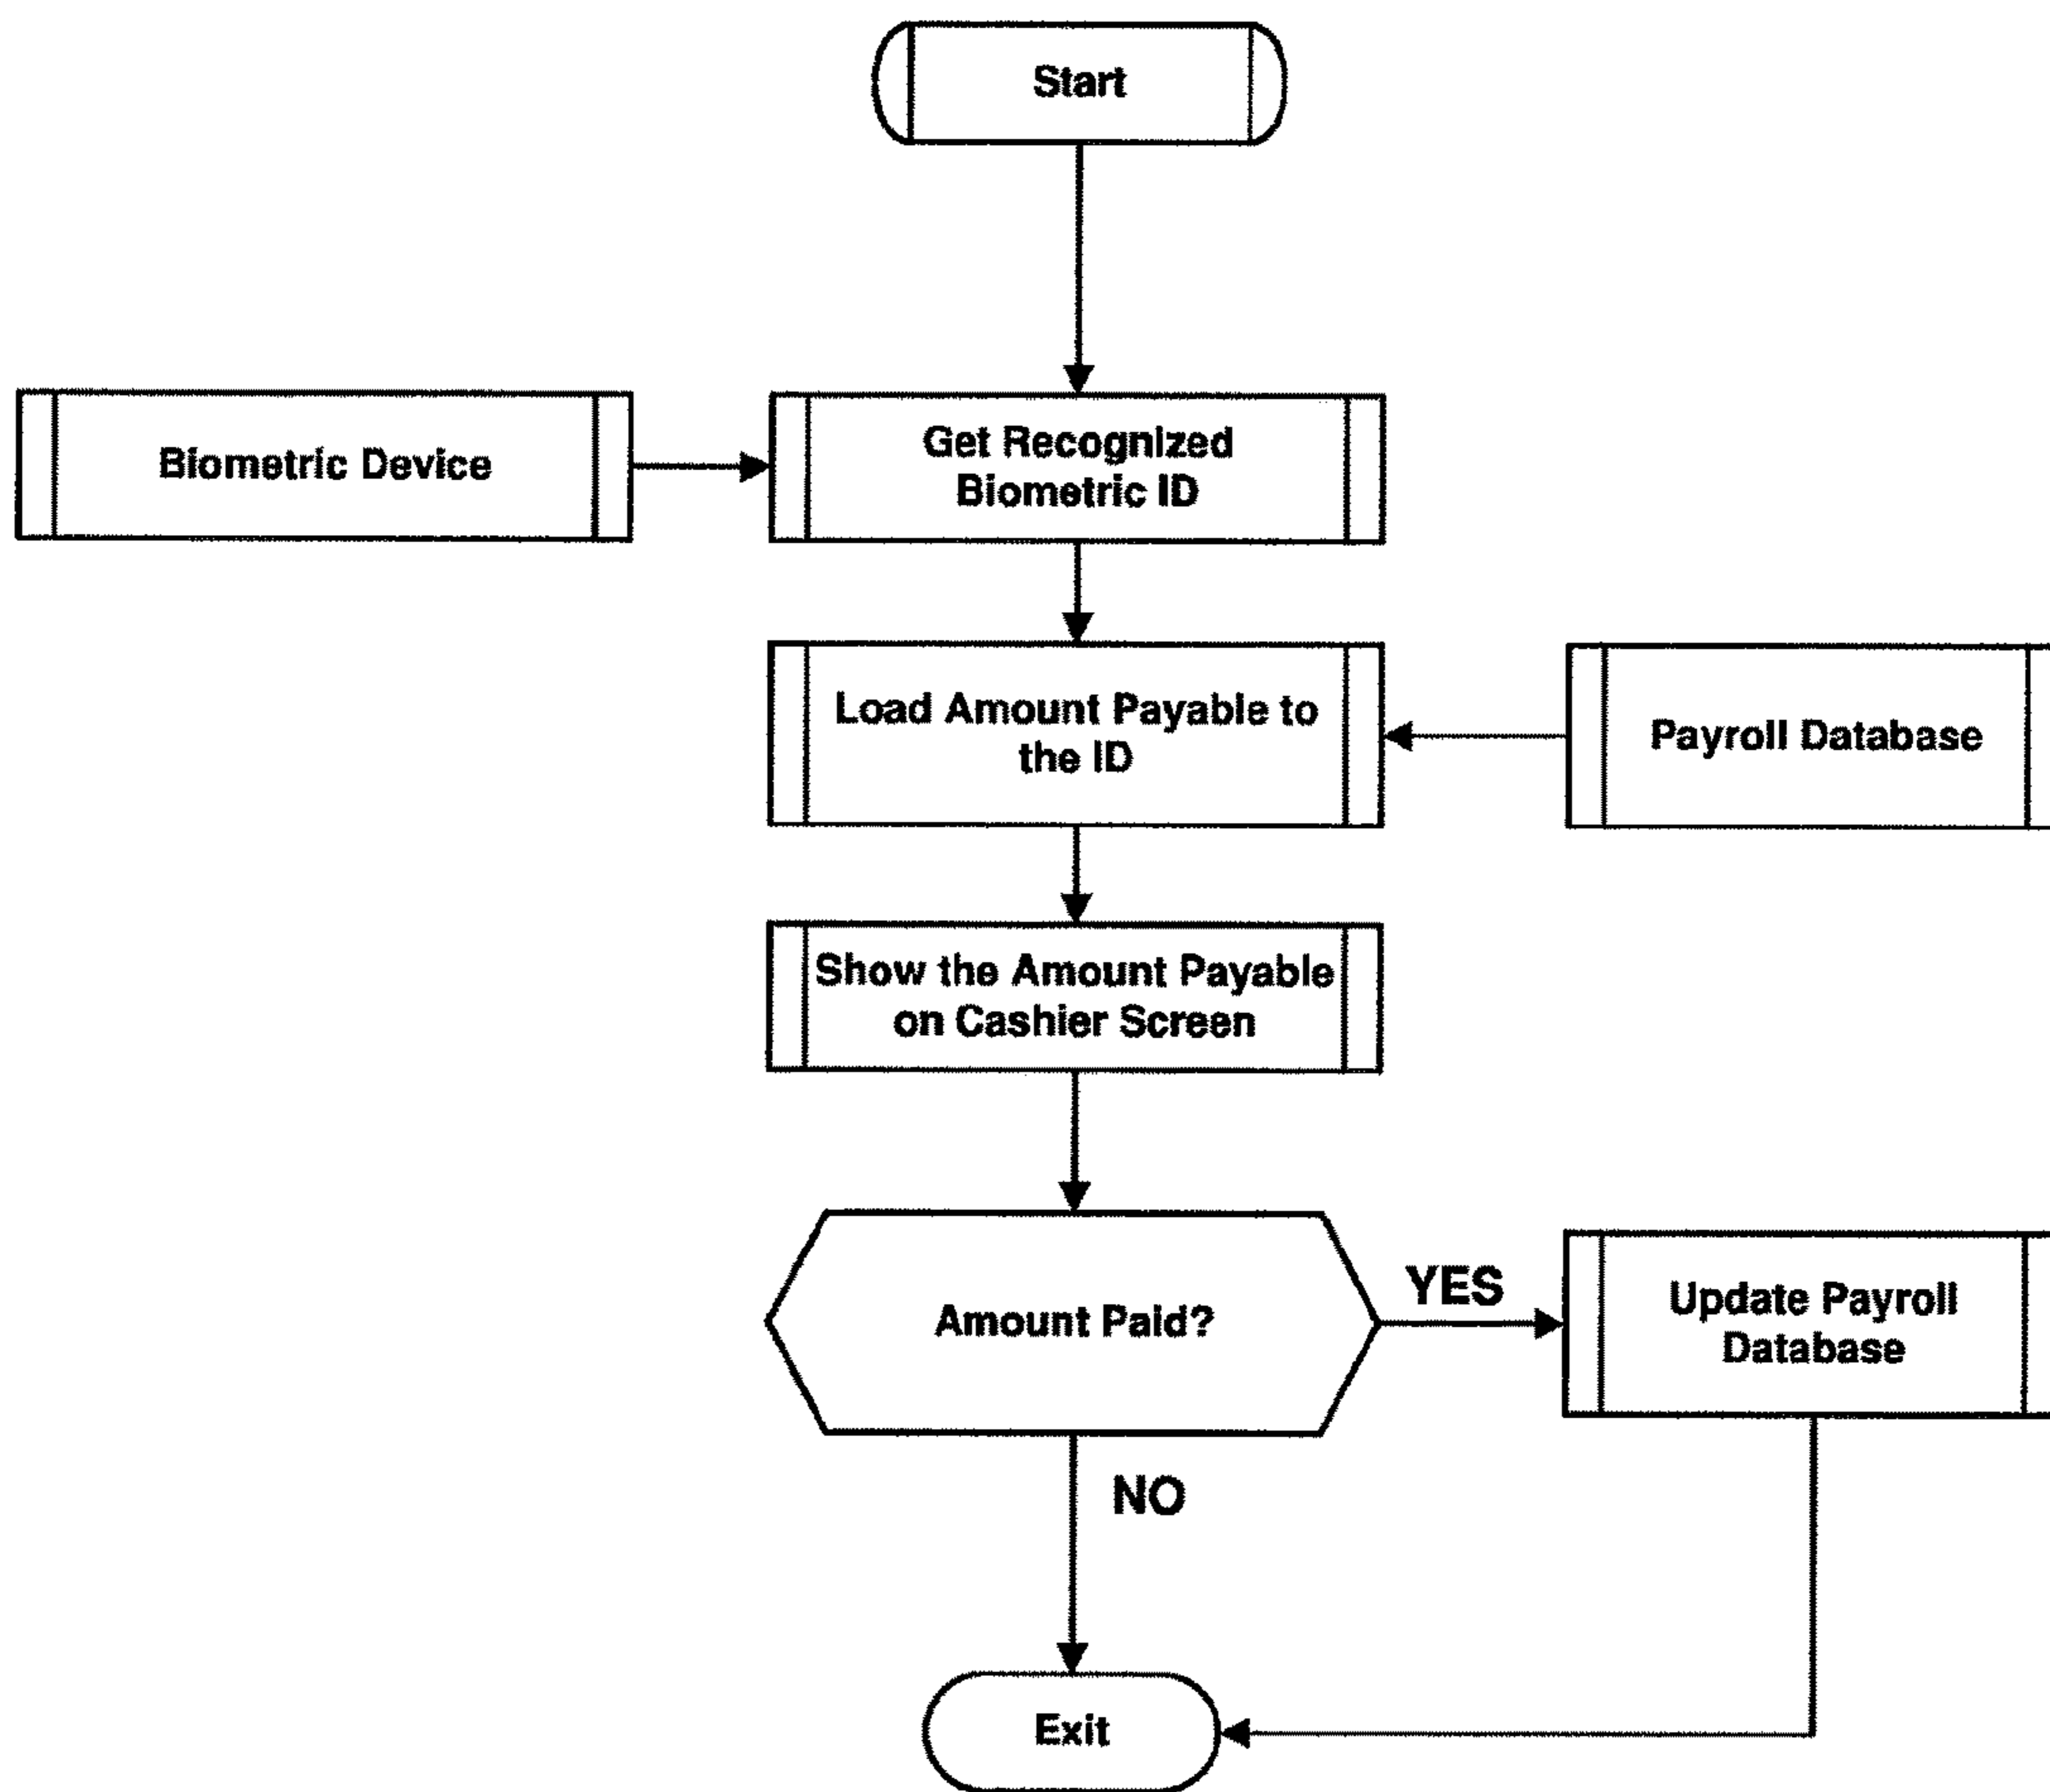 Start
Biometric Device
Get Recognized
Biometric ID
Load Amount Payable to
the ID
Payroll Database
Show the Amount Payable
on Cashier Screen
Amount Paid?
YES
Update Payroll
Database
NO
Exit